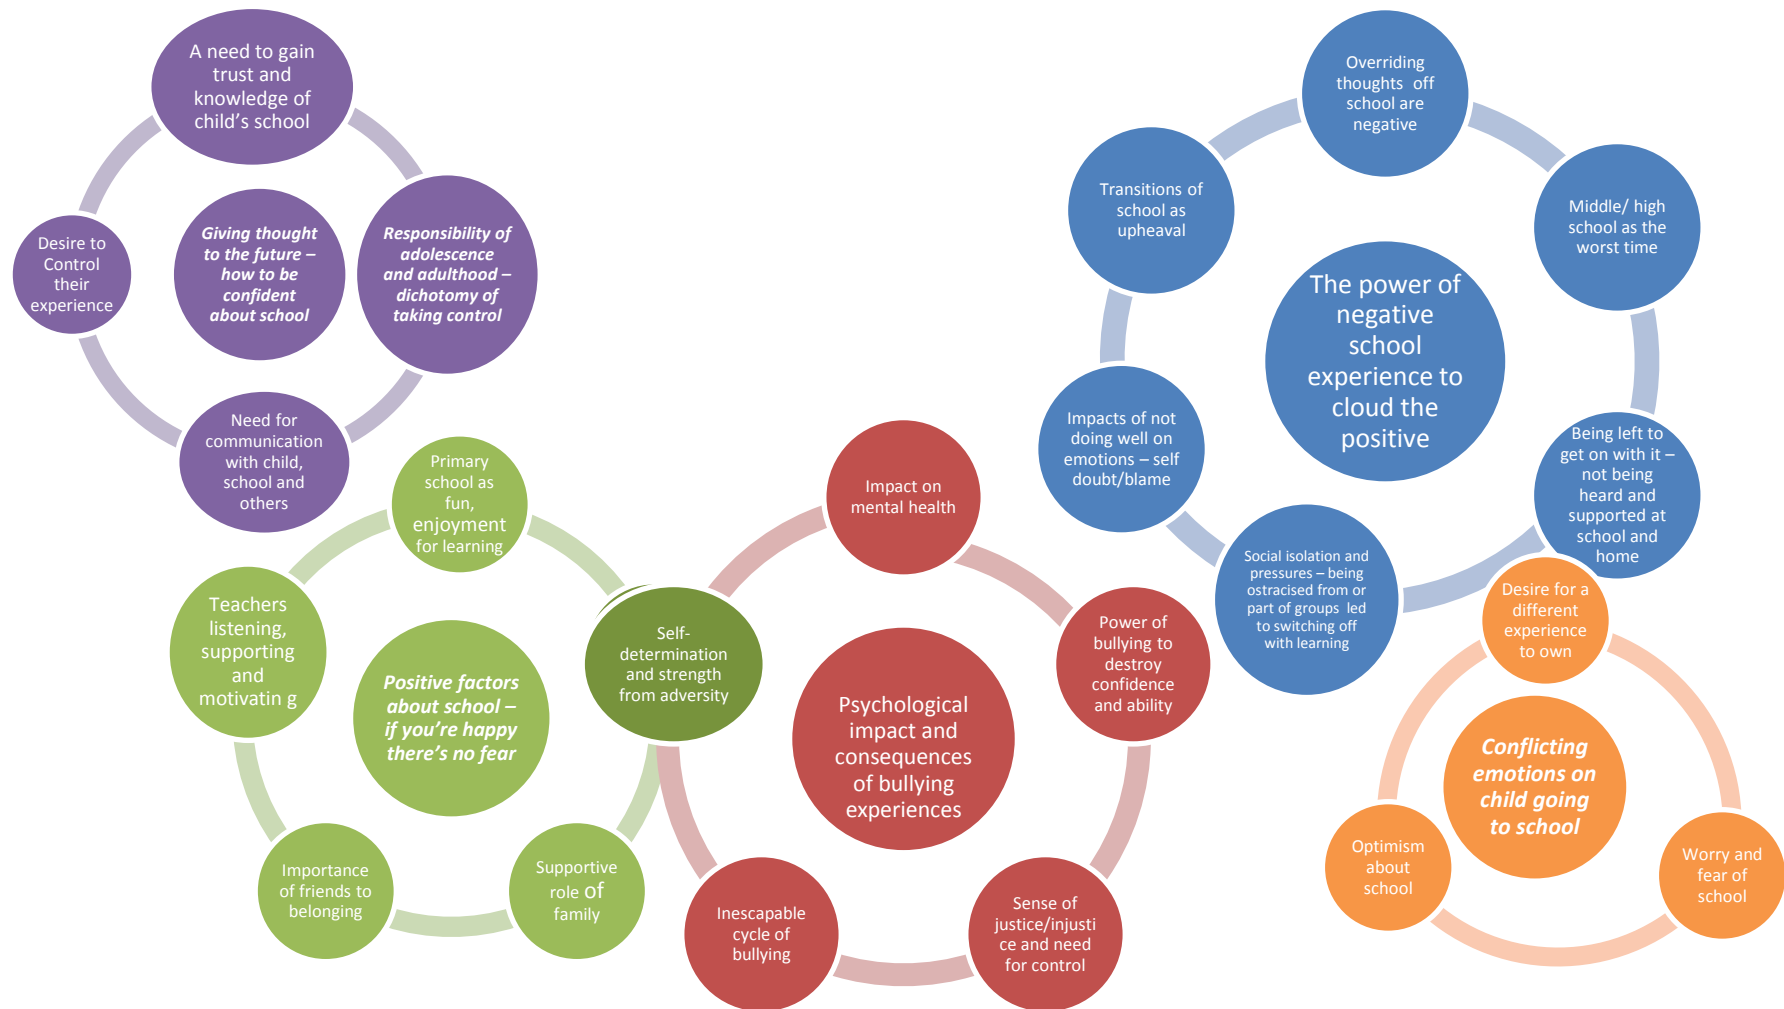 A need to gain
trust and
knowledge of
child's school
Desire to
Control
their
experience
Giving thought
to the future –
how to be
confident
about school
Responsibility of
adolescence
and adulthood –
dichotomy of
taking control
Need for
communication
with child,
school and
others
Primary
school as
fun,
enjoyment
for learning
Teachers
listening,
supporting
and
motivatin g
Positive factors
about school –
if you're happy
there's no fear
Self-
determination
and strength
from adversity
Importance
of friends to
belonging
Supportive
role of
family
Impact on
mental health
Power of
bullying to
destroy
confidence
and ability
Psychological
impact and
consequences
of bullying
experiences
Inescapable
cycle of
bullying
Sense of
justice/injusti
ce and need
for control
Overriding
thoughts off
school are
negative
Transitions of
school as
upheaval
Middle/ high
school as the
worst time
The power of
negative
school
experience to
cloud the
positive
Impacts of not
doing well on
emotions – self
doubt/blame
Being left to
get on with it –
not being
heard and
supported at
school and
home
Social isolation and
pressures – being
ostracised from or
part of groups led
to switching off
with learning
Desire for a
different
experience
to own
Conflicting
emotions on
child going
to school
Optimism
about
school
Worry and
fear of
school